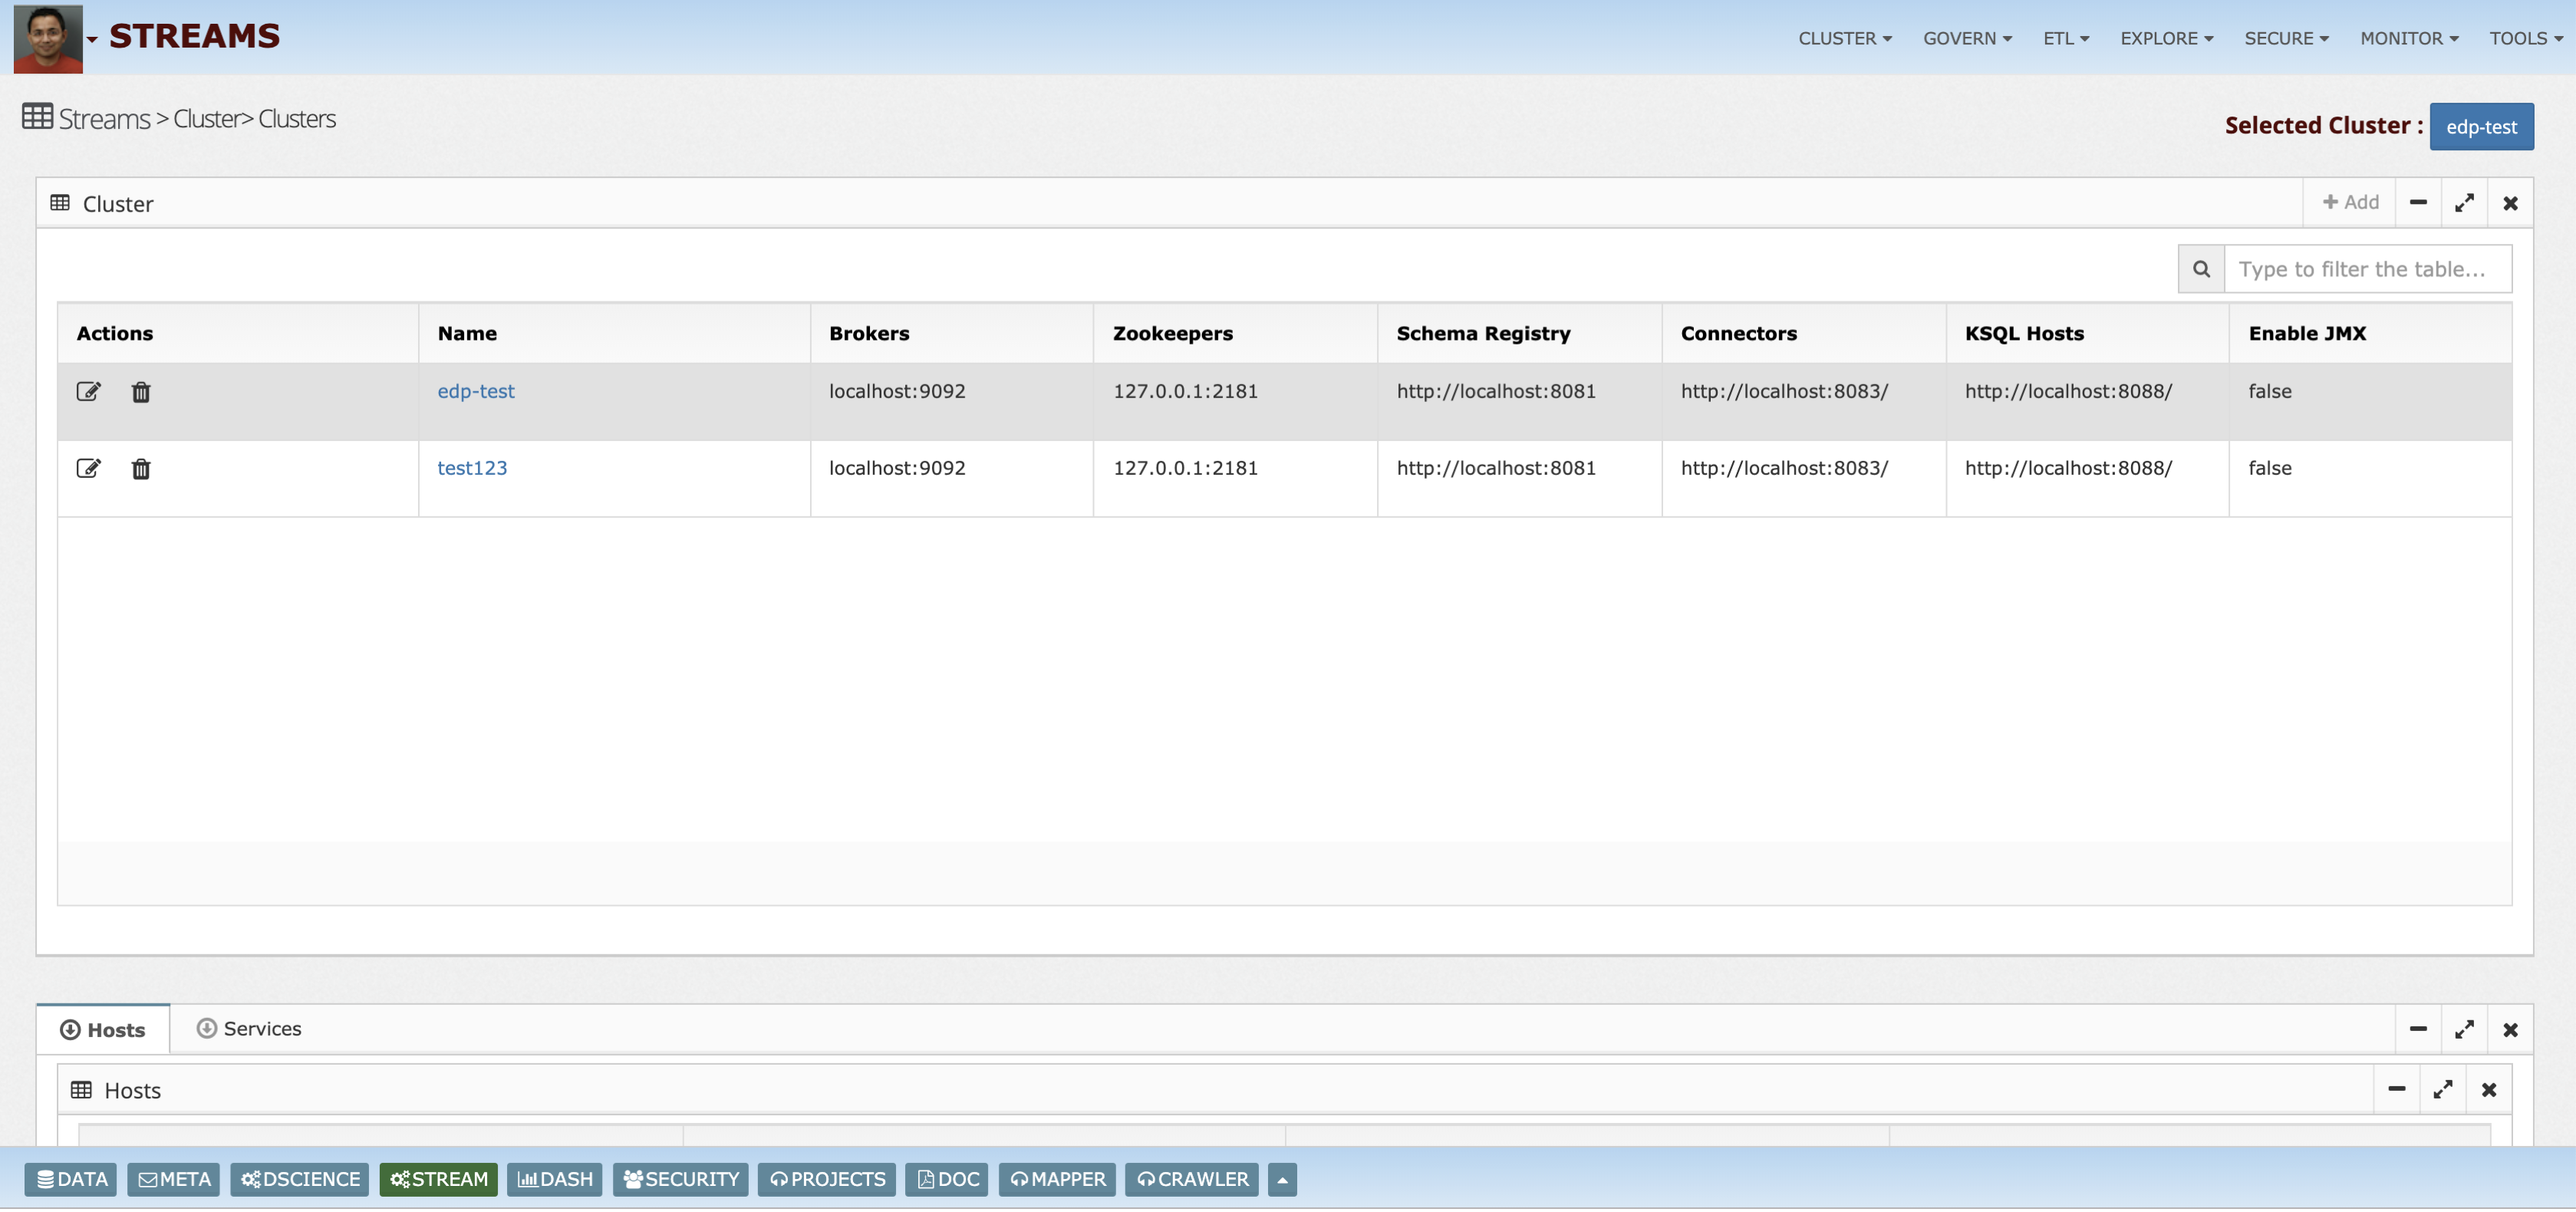 STREAMS CLUSTER GOVERN ETL EXPLORE SECURE MONITOR TOOLS
Streams > Cluster> Clusters Selected Cluster : edp-test
Cluster + Add
Type to filter the table...
Actions Name Brokers Zookeepers Schema Registry Connectors KSQL Hosts Enable JMX
edp-test localhost:9092 127.0.0.1:2181 http://localhost:8081 http://localhost:8083/ http://localhost:8088/ false
test123 localhost:9092 127.0.0.1:2181 http://localhost:8081 http://localhost:8083/ http://localhost:8088/ false
Hosts Services
Hosts
DATA META DSCIENCE STREAM DASH SECURITY PROJECTS DOC MAPPER CRAWLER